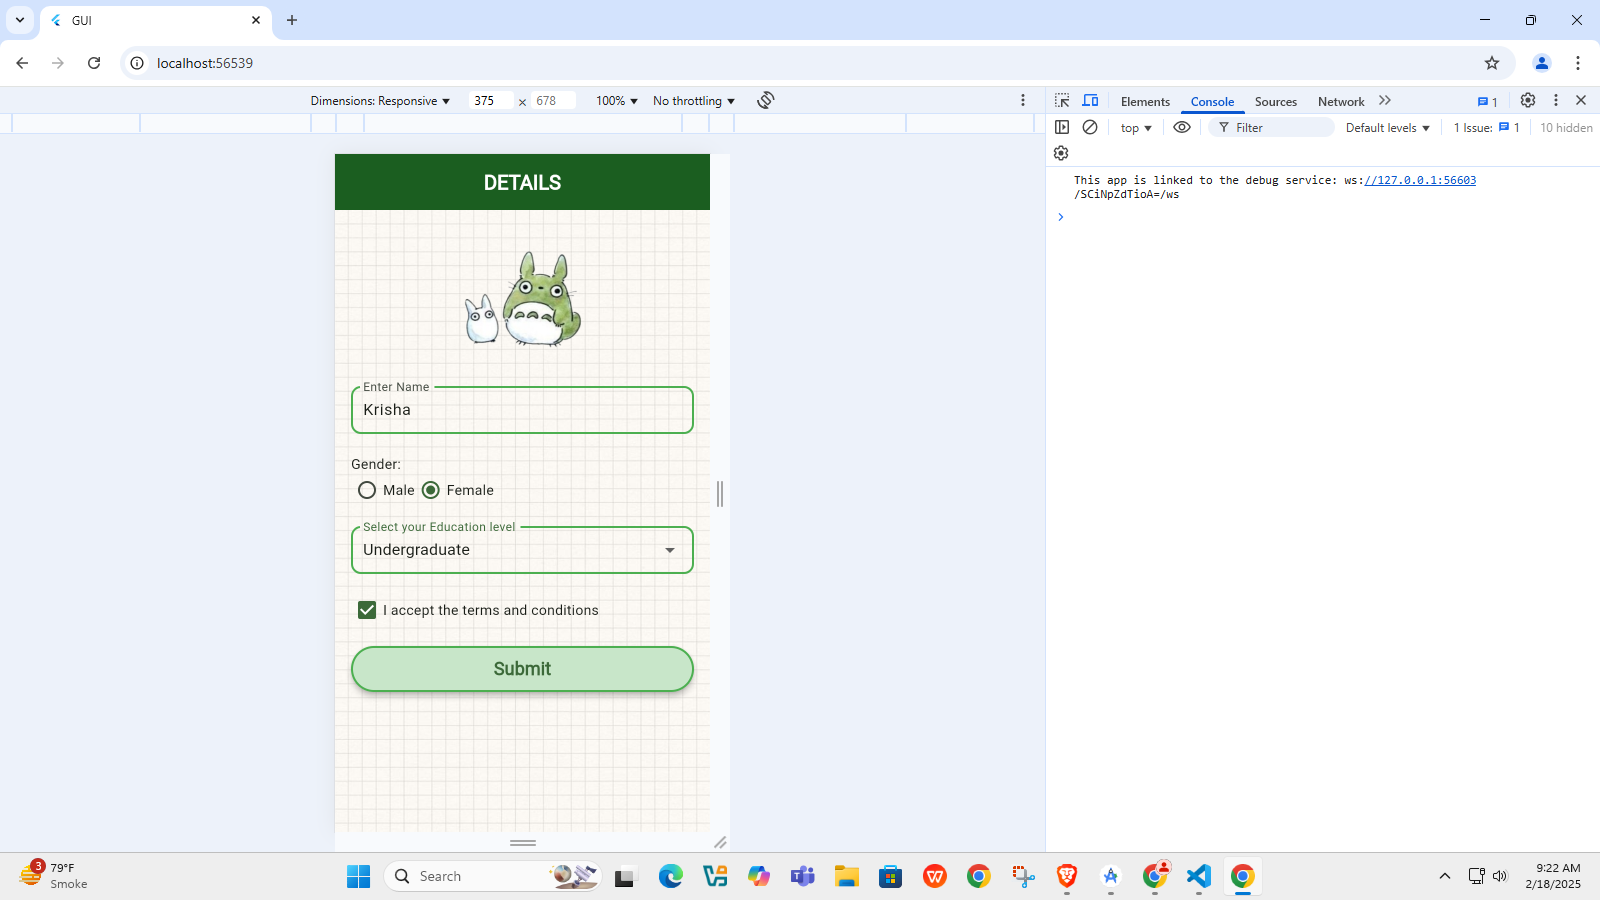 GUI
localhost:56539
Dimensions: Responsive
375 × 678
100%
No throttling
Elements
Console
Sources
Network
1
top
Filter
Default levels
1 Issue: 1
10 hidden
This app is linked to the debug service: ws://127.0.0.1:56603
/SCiNpZdTioA=/ws
DETAILS
Enter Name
Krisha
Gender:
Male Female
Select your Education level
Undergraduate
I accept the terms and conditions
Submit
3
79°F
Smoke
Search
9:22 AM
2/18/2025